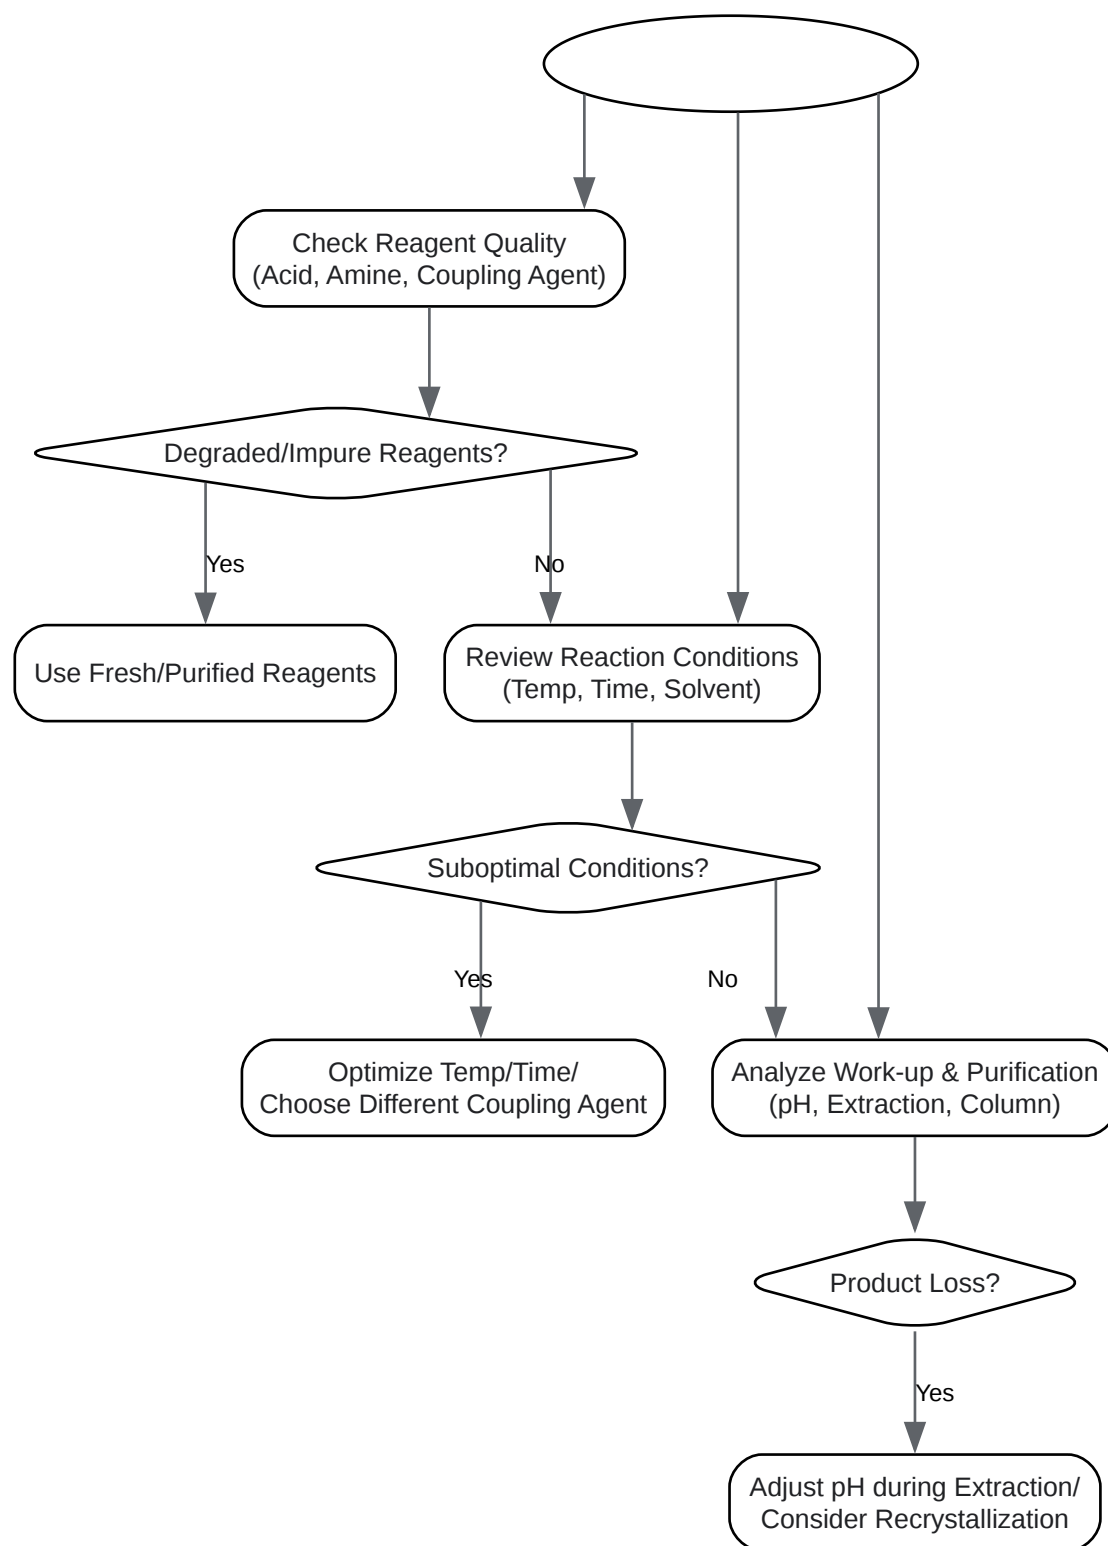 Check Reagent Quality
(Acid, Amine, Coupling Agent)
Degraded/Impure Reagents?
Yes
No
Use Fresh/Purified Reagents
Review Reaction Conditions
(Temp, Time, Solvent)
Suboptimal Conditions?
Yes
No
Optimize Temp/Time/
Choose Different Coupling Agent
Analyze Work-up & Purification
(pH, Extraction, Column)
Product Loss?
Yes
Adjust pH during Extraction/
Consider Recrystallization